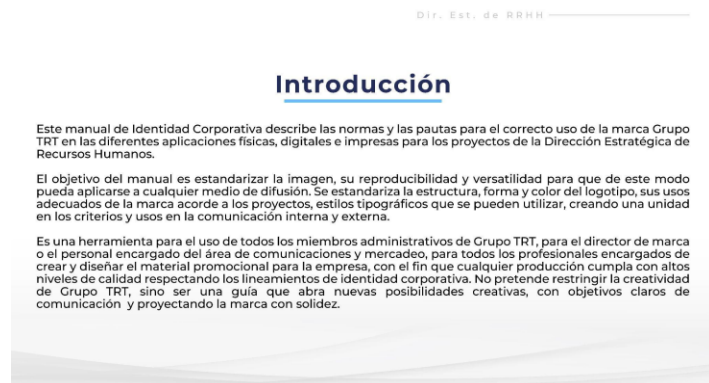 Dir. Est. de RRHH
Introducción
Este manual de Identidad Corporativa describe las normas y las pautas para el correcto uso de la marca Grupo
TRT en las diferentes aplicaciones físicas, digitales e impresas para los proyectos de la Dirección Estratégica de
Recursos Humanos.
El objetivo del manual es estandarizar la imagen, su reproducibilidad y versatilidad para que de este modo
pueda aplicarse a cualquier medio de difusión. Se estandariza la estructura, forma y color del logotipo, sus usos
adecuados de la marca acorde a los proyectos, estilos tipográficos que se pueden utilizar, creando una unidad
en los criterios y usos en la comunicación interna y externa.
Es una herramienta para el uso de todos los miembros administrativos de Grupo TRT, para el director de marca
o el personal encargado del área de comunicaciones y mercadeo, para todos los profesionales encargados de
crear y diseñar el material promocional para la empresa, con el fin que cualquier producción cumpla con altos
niveles de calidad respectando los lineamientos de identidad corporativa. No pretende restringir la creatividad
de Grupo TRT, sino ser una guía que abra nuevas posibilidades creativas, con objetivos claros de
comunicación y proyectando la marca con solidez.